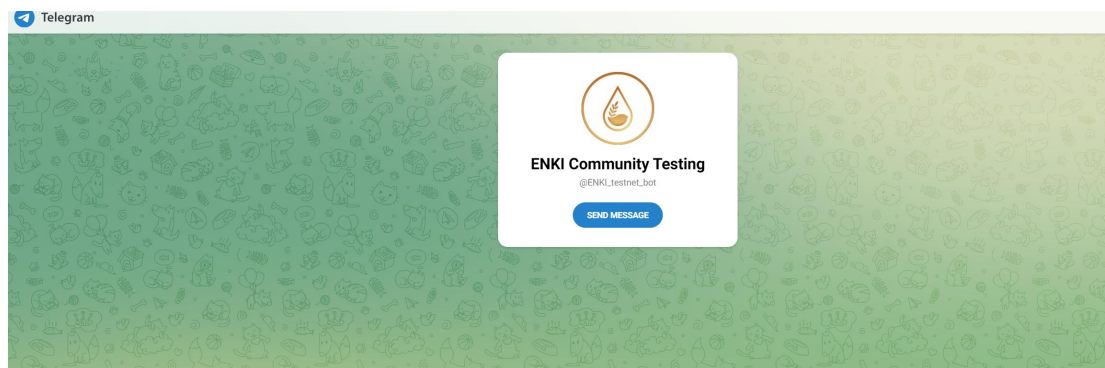 Telegram
ENKI Community Testing
@ENKI_testnet_bot
SEND MESSAGE